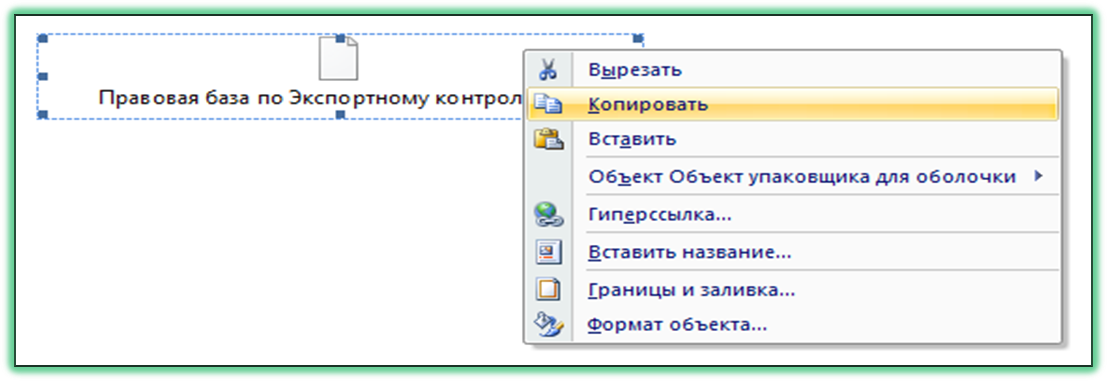 Правовая база по Экспортному контрол
Вырезать
Копировать
Вставить
Объект Объект упаковщика для оболочки
Гиперссылка...
Вставить название...
Границы и заливка...
Формат объекта...